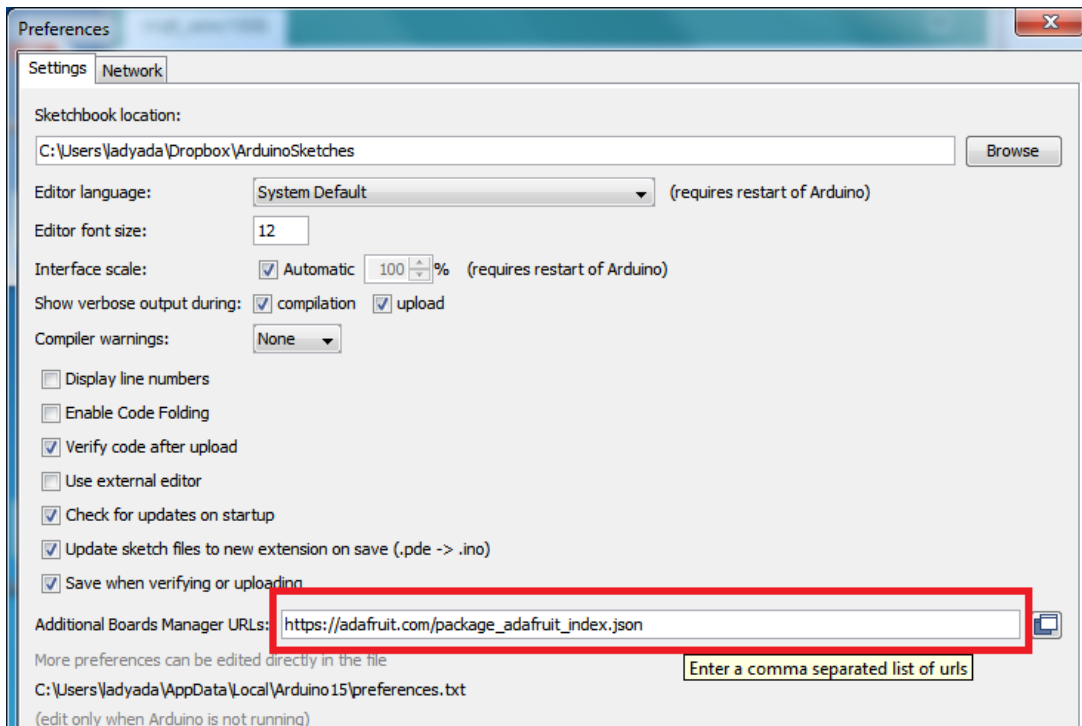 Preferences
Settings Network
Sketchbook location:
C:\Users\ladyada\Dropbox\ArduinoSketches Browse
Editor language: System Default (requires restart of Arduino)
Editor font size: 12
Interface scale: Automatic 100 % (requires restart of Arduino)
Show verbose output during: compilation upload
Compiler warnings: None
Display line numbers
Enable Code Folding
Verify code after upload
Use external editor
Check for updates on startup
Update sketch files to new extension on save (.pde -> .ino)
Save when verifying or uploading
Additional Boards Manager URLs: https://adafruit.com/package_adafruit_index.json
More preferences can be edited directly in the file
Enter a comma separated list of urls
C:\Users\ladyada\AppData\Local\Arduino15\preferences.txt
(edit only when Arduino is not running)